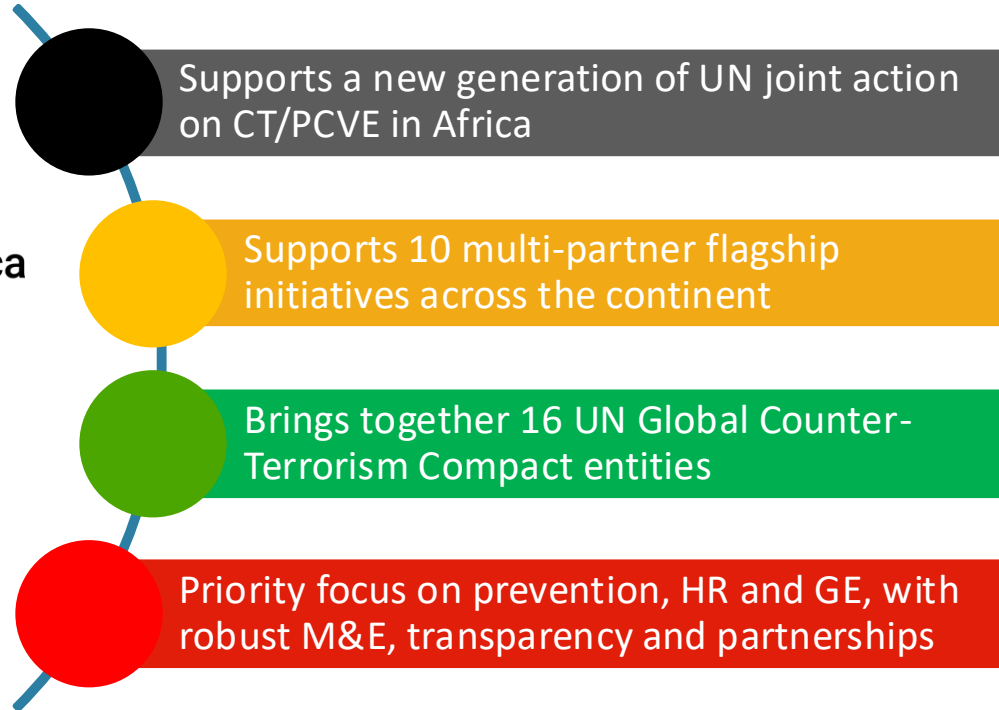 Supports a new generation of UN joint action
on CT/PCVE in Africa
Supports 10 multi-partner flagship
initiatives across the continent
Brings together 16 UN Global Counter-
Terrorism Compact entities
Priority focus on prevention, HR and GE, with
robust M&E, transparency and partnerships